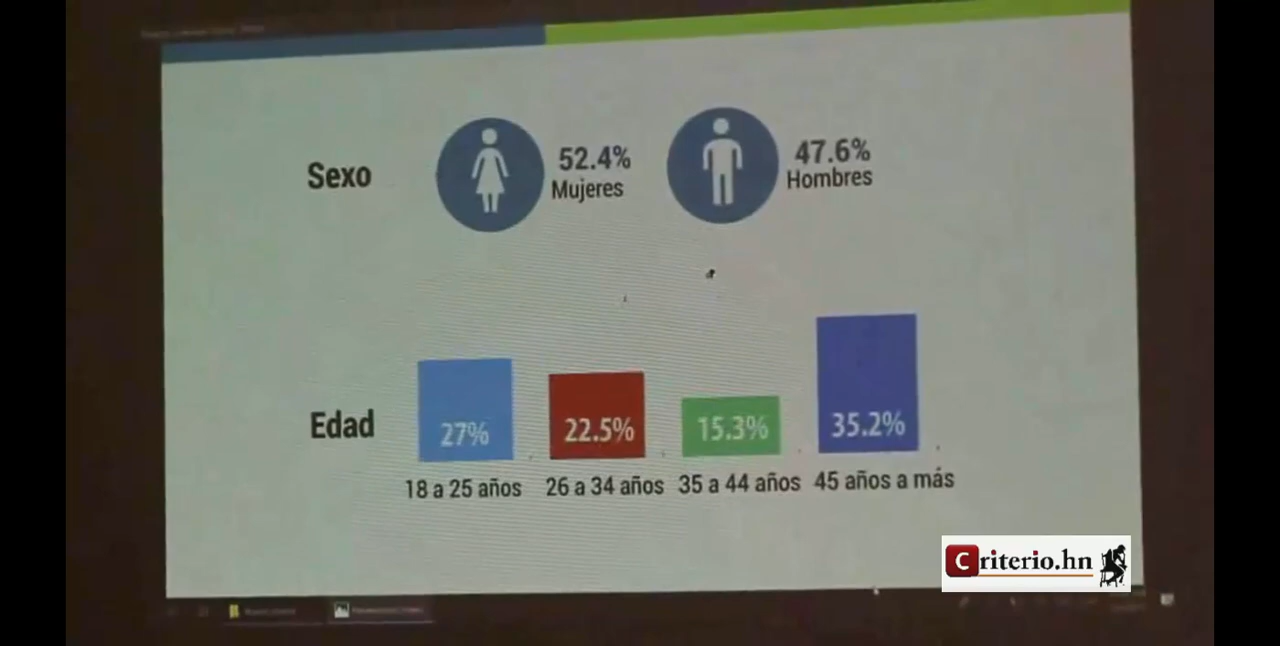 Sexo
52.4%
Mujeres
47.6%
Hombres
Edad
27%
22.5%
15.3%
35.2%
18 a 25 años
26 a 34 años
35 a 44 años
45 años a más
Criterio.hn